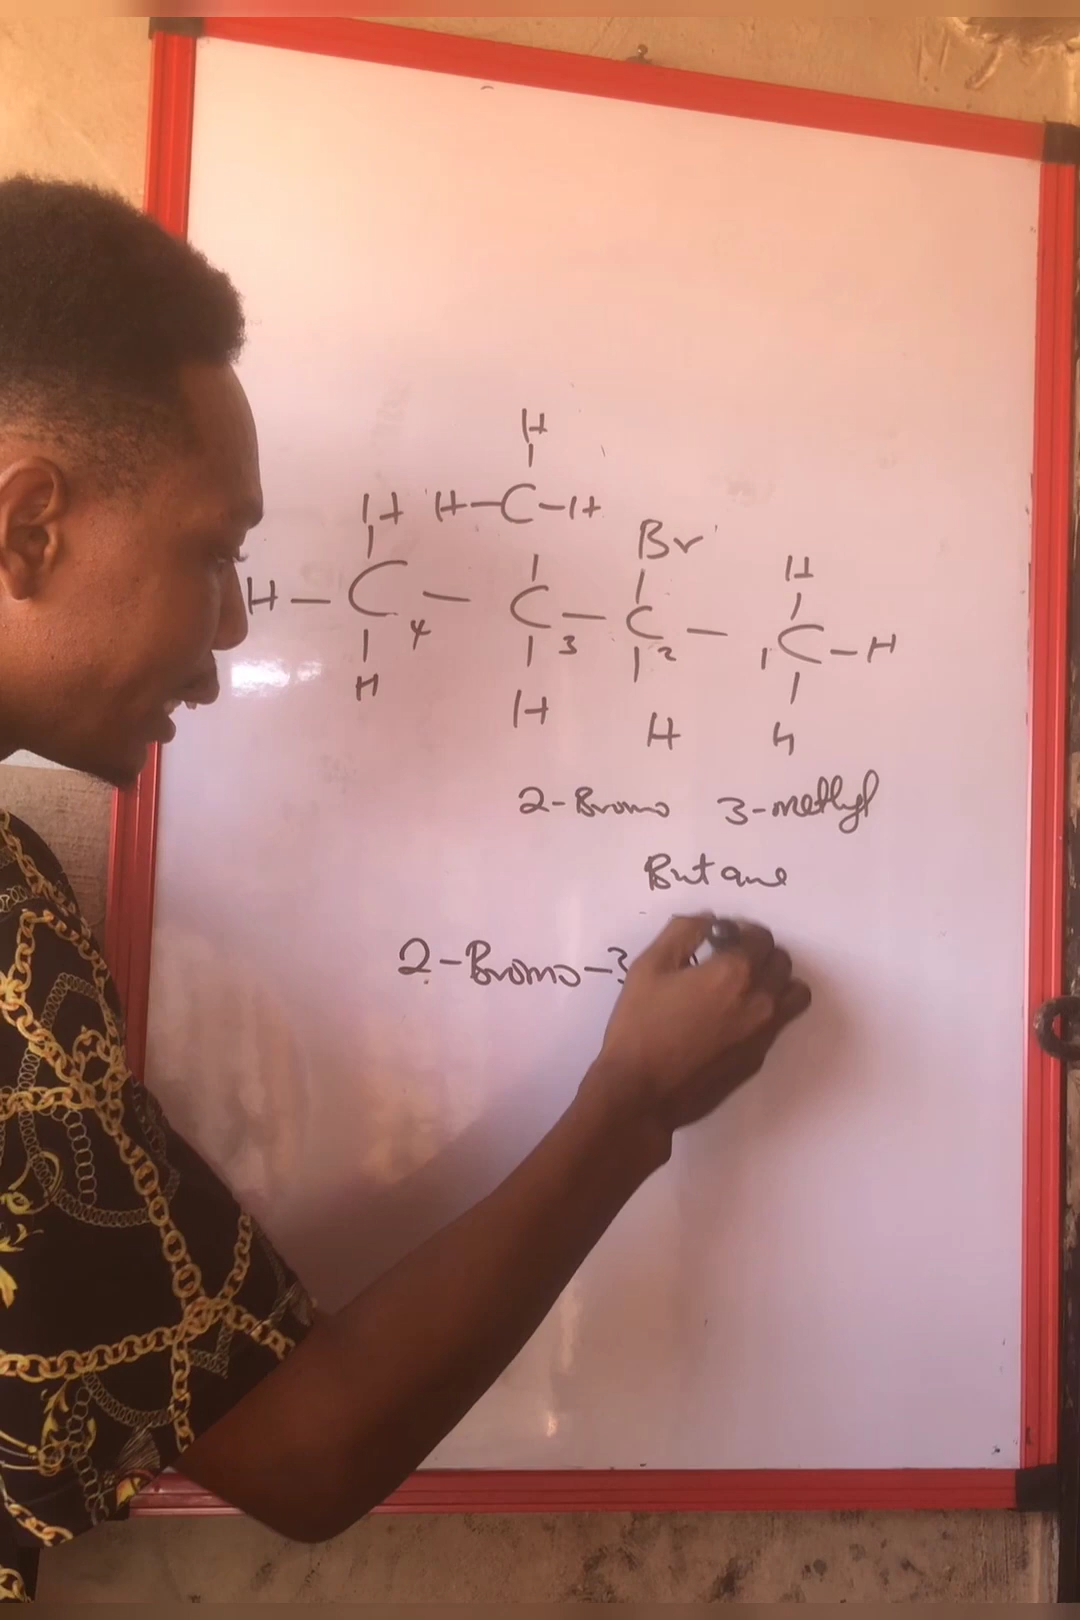 H
H H-C-H
Br
H
H-C-C-C-C-H
4 3 2 1
H H H H
2-Bromo 3-methyl
Butane
2-Bromo-3